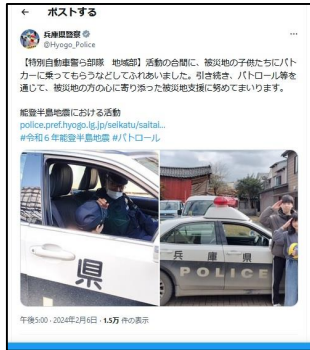 ← ポストする
兵庫県警察
@Hyogo_Police
【特別自動車警ら部隊 地域部】活動の合間に、被災地の子供たちにパト
カーに乗ってもらうなどしてふれあいました。引き続き、パトロール等を
通じて、被災地の方の心に寄り添った被災地支援に努めてまいります。
能登半島地震における活動
police.pref.hyogo.lg.jp/seikatu/saitai...
#令和6年能登半島地震 #パトロール
県
兵庫県
POLICE
午後5:00 · 2024年2月6日 · 1.5万 件の表示